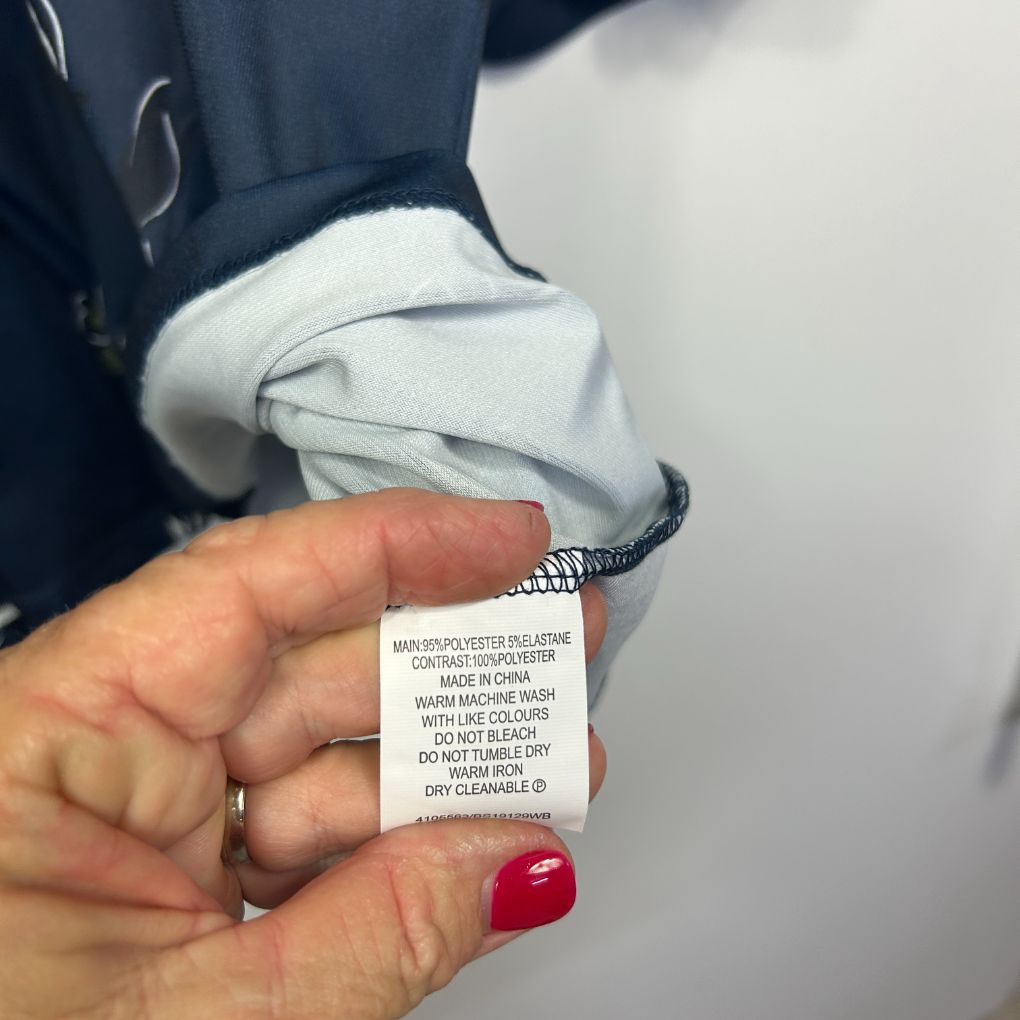 MAIN:95%POLYESTER 5%ELASTANE
CONTRAST:100%POLYESTER
MADE IN CHINA
WARM MACHINE WASH
WITH LIKE COLOURS
DO NOT BLEACH
DO NOT TUMBLE DRY
WARM IRON
DRY CLEANABLE Ⓟ